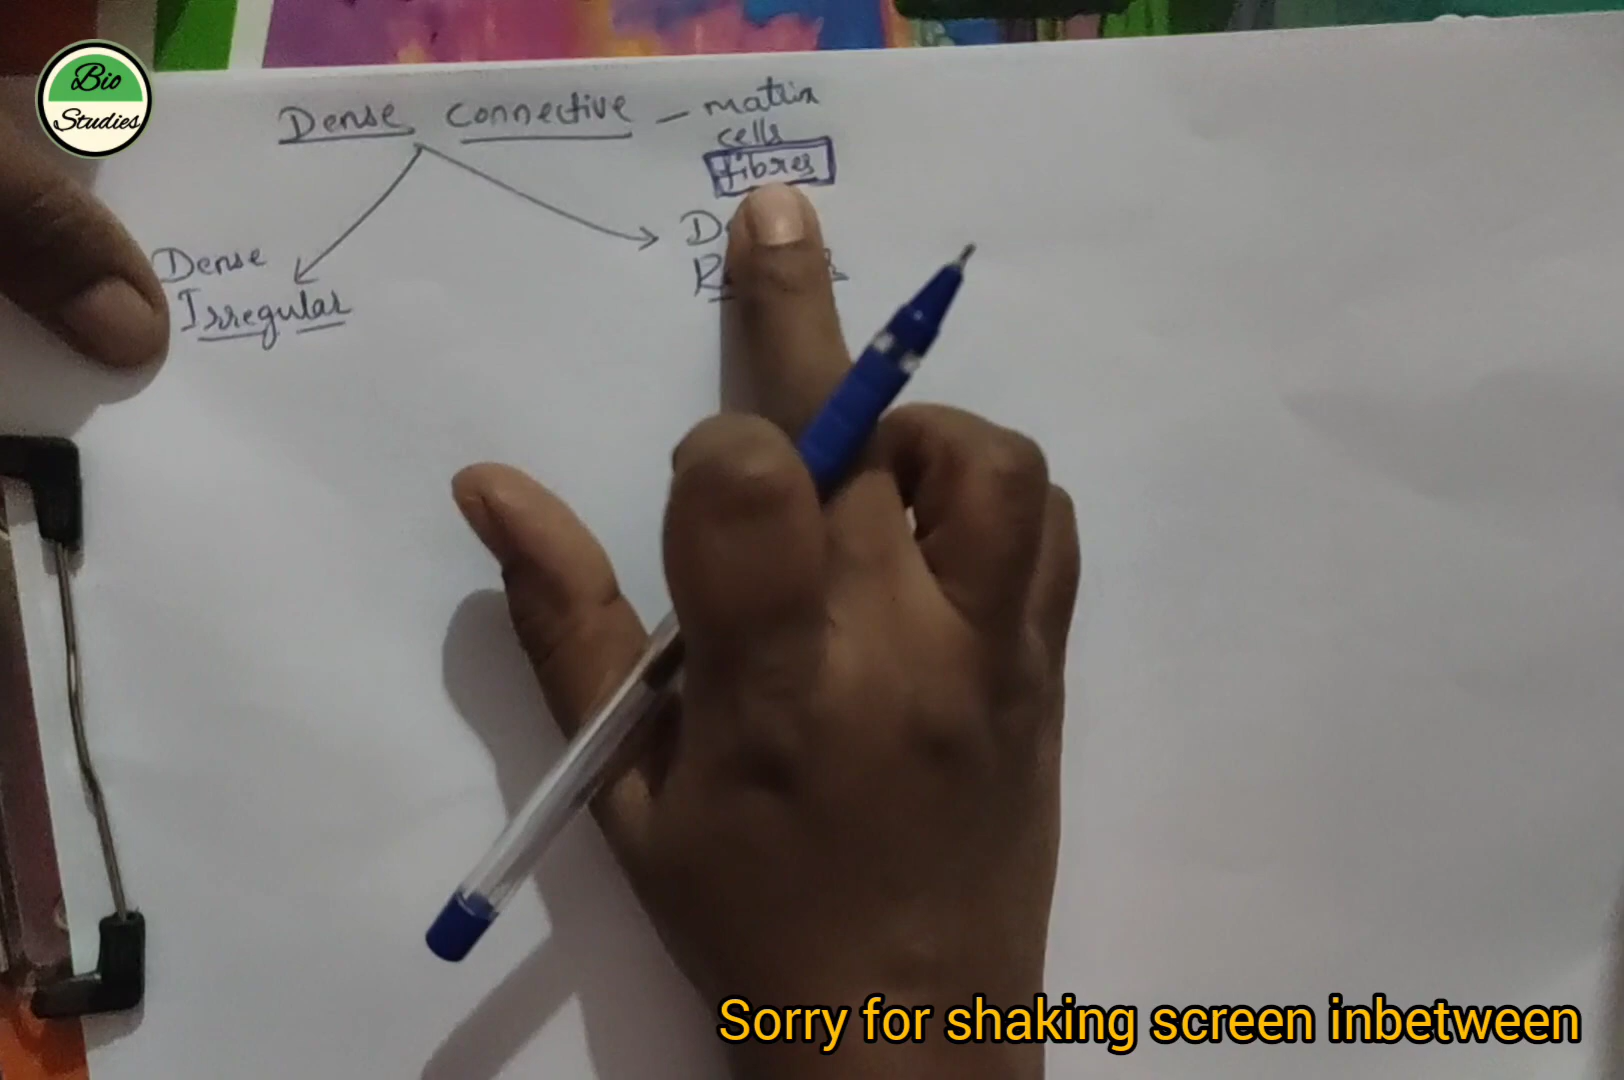 Bio
Studies
Dense connective - matrix
cells
fibres
Dense
Irregular
Sorry for shaking screen inbetween